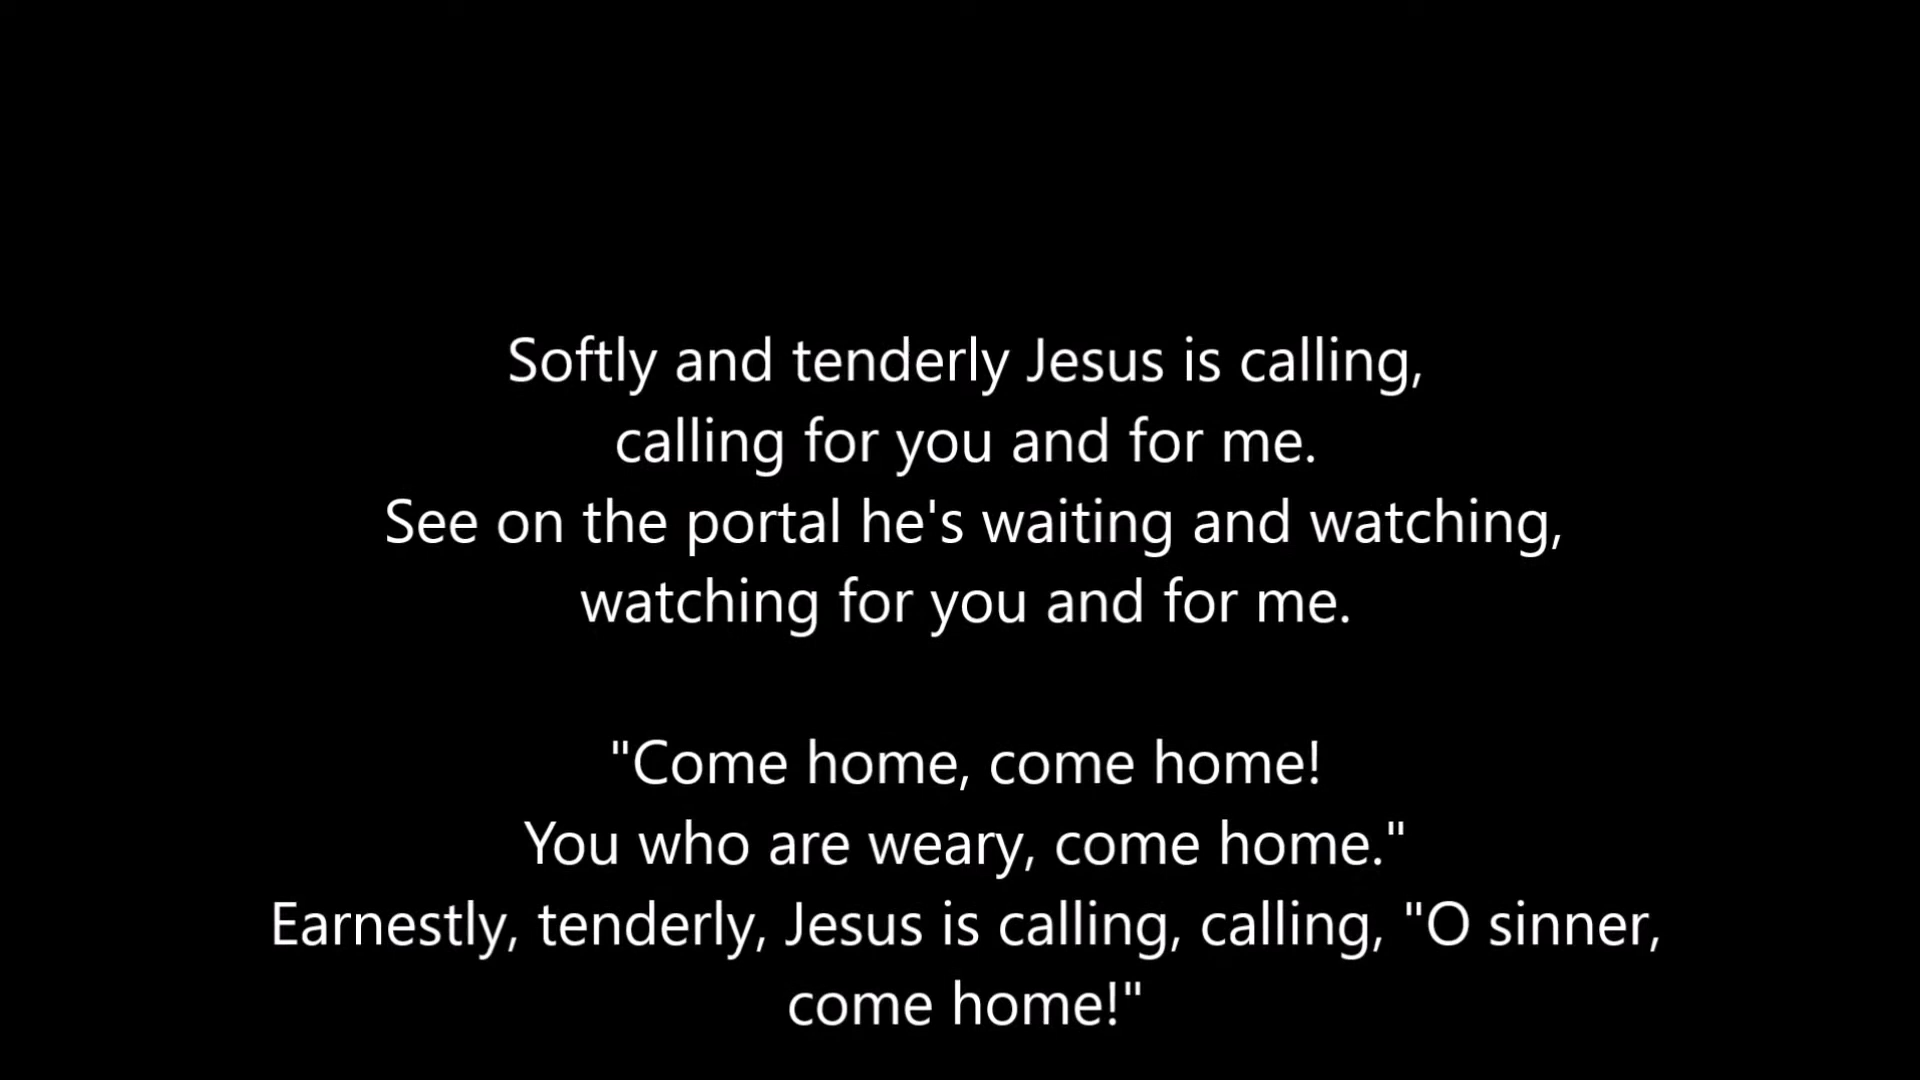 Softly and tenderly Jesus is calling,
calling for you and for me.
See on the portal he's waiting and watching,
watching for you and for me.
"Come home, come home!
You who are weary, come home."
Earnestly, tenderly, Jesus is calling, calling, "O sinner,
come home!"